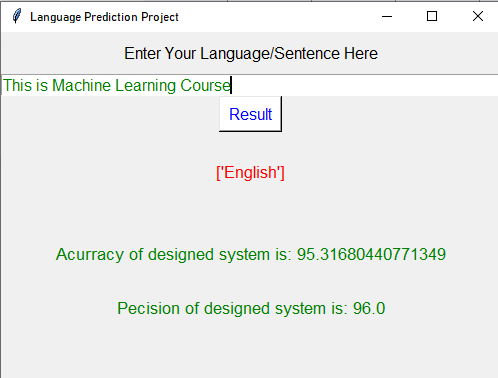 Language Prediction Project
Enter Your Language/Sentence Here
This is Machine Learning Course
Result
['English']
Acurracy of designed system is: 95.31680440771349
Pecision of designed system is: 96.0